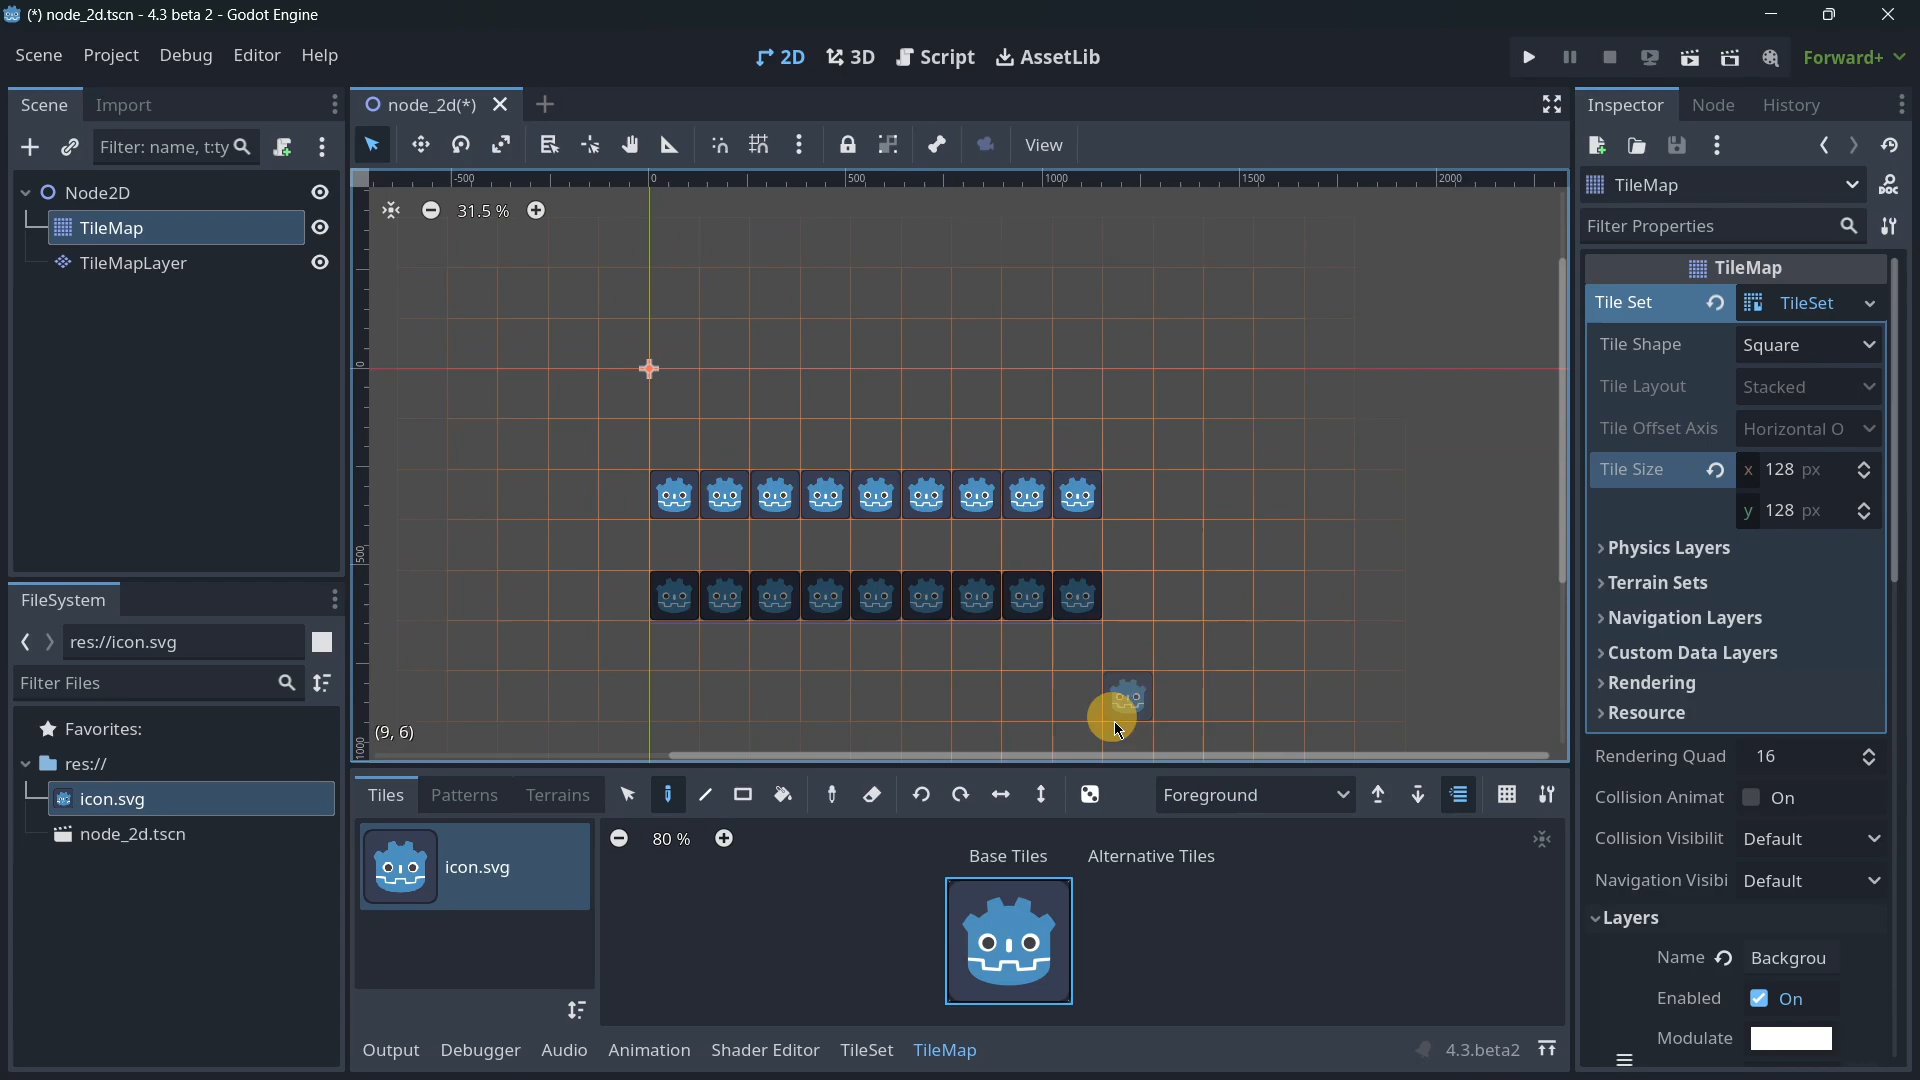 (*) node_2d.tscn - 4.3 beta 2 - Godot Engine
Scene Project Debug Editor Help
2D 3D Script AssetLib
Forward+
Scene Import
node_2d(*)
Inspector Node History
Filter: name, t:ty
View
-500 0 500 1000 1500 2000
Node2D
TileMap
TileMapLayer
31.5 %
0
500
1000
(9, 6)
TileMap
Filter Properties
TileMap
Tile Set TileSet
Tile Shape Square
Tile Layout Stacked
Tile Offset Axis Horizontal O
Tile Size x 128 px
y 128 px
Physics Layers
Terrain Sets
Navigation Layers
Custom Data Layers
Rendering
Resource
Rendering Quad 16
Collision Animat On
Collision Visibilit Default
Navigation Visibi Default
Layers
Name Backgrou
Enabled On
Modulate
FileSystem
res://icon.svg
Filter Files
Favorites:
res://
icon.svg
node_2d.tscn
Tiles Patterns Terrains
Foreground
icon.svg
80 %
Base Tiles Alternative Tiles
Output Debugger Audio Animation Shader Editor TileSet TileMap
4.3.beta2